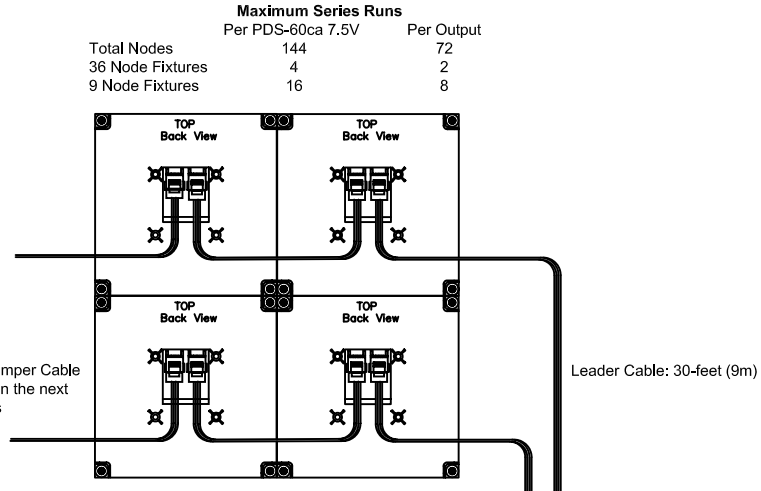 Maximum Series Runs
Per PDS-60ca 7.5V Per Output
Total Nodes 144 72
36 Node Fixtures 4 2
9 Node Fixtures 16 8
TOP
Back View
TOP
Back View
TOP
Back View
TOP
Back View
mper Cable
n the next
s
Leader Cable: 30-feet (9m)